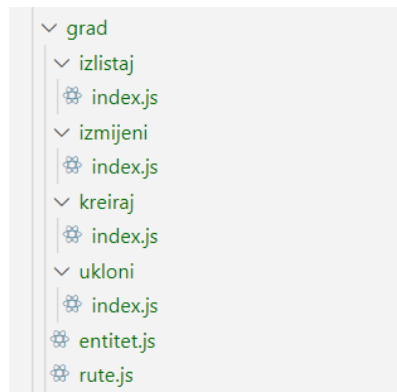 grad
izlistaj
index.js
izmijeni
index.js
kreiraj
index.js
ukloni
index.js
entitet.js
rute.js